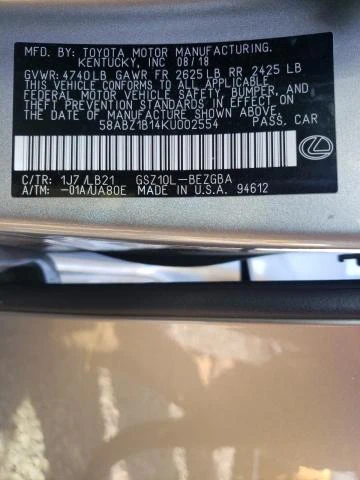 MFD. BY: TOYOTA MOTOR MANUFACTURING,
KENTUCKY, INC 08/18
GVWR: 4740LB GAWR FR 2625LB RR 2425 LB
THIS VEHICLE CONFORMS TO ALL APPLICABLE
FEDERAL MOTOR VEHICLE SAFETY, BUMPER, AND
THEFT PREVENTION STANDARDS IN EFFECT ON
THE DATE OF MANUFACTURE SHOWN ABOVE.
58ABZ1B14KU002554 PASS. CAR
C/TR: 1J7/LB21 GSZ10L-BEZGBA
A/TM: -01A/UA80E MADE IN U.S.A. 94612